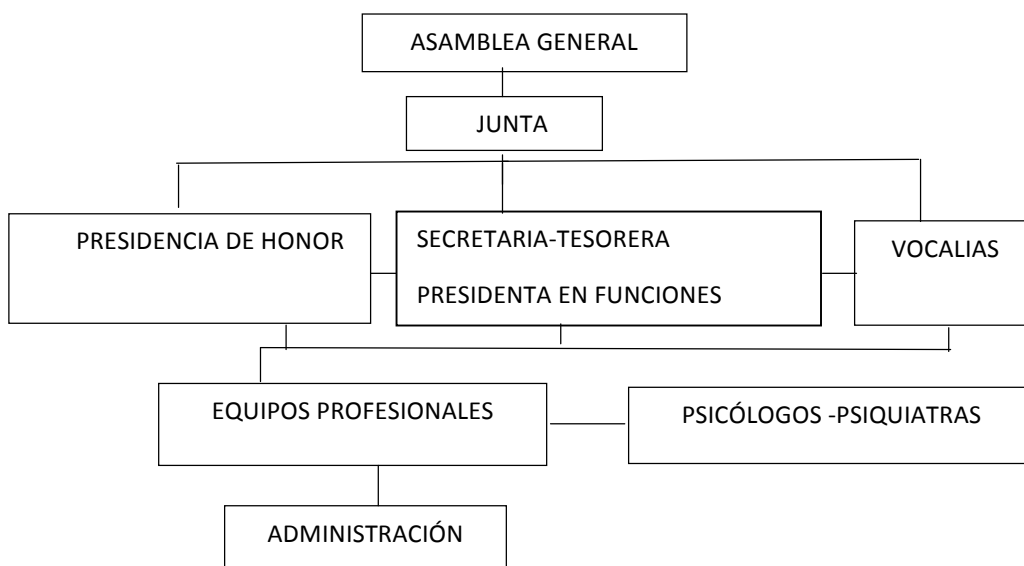 ASAMBLEA GENERAL
JUNTA
PRESIDENCIA DE HONOR
SECRETARIA-TESORERA
PRESIDENTA EN FUNCIONES
VOCALIAS
EQUIPOS PROFESIONALES
PSICÓLOGOS -PSIQUIATRAS
ADMINISTRACIÓN